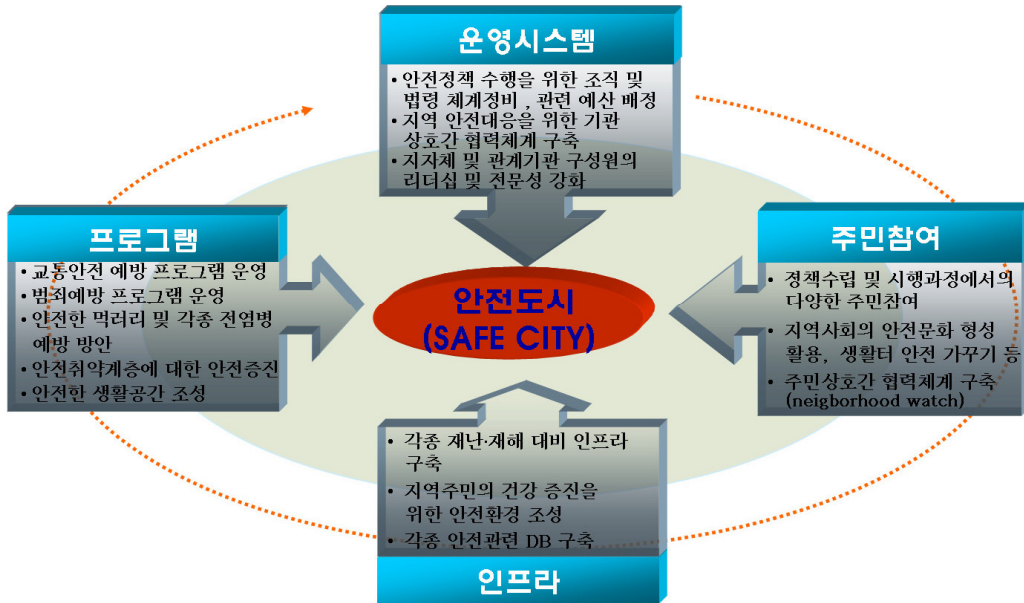 운영시스템
• 안전정책 수행을 위한 조직 및
법령 체계정비 , 관련 예산 배정
• 지역 안전대응을 위한 기관
상호간 협력체계 구축
• 지자체 및 관계기관 구성원의
리더십 및 전문성 강화
프로그램
• 교통안전 예방 프로그램 운영
• 범죄예방 프로그램 운영
• 안전한 먹러리 및 각종 전염병
예방 방안
• 안전취약계층에 대한 안전증진
• 안전한 생활공간 조성
안전도시
(SAFE CITY)
주민참여
• 정책수립 및 시행과정에서의
다양한 주민참여
• 지역사회의 안전문화 형성
활용, 생활터 안전 가꾸기 등
• 주민상호간 협력체계 구축
(neigborhood watch)
• 각종 재난·재해 대비 인프라
구축
• 지역주민의 건강 증진을
위한 안전환경 조성
• 각종 안전관련 DB 구축
인프라